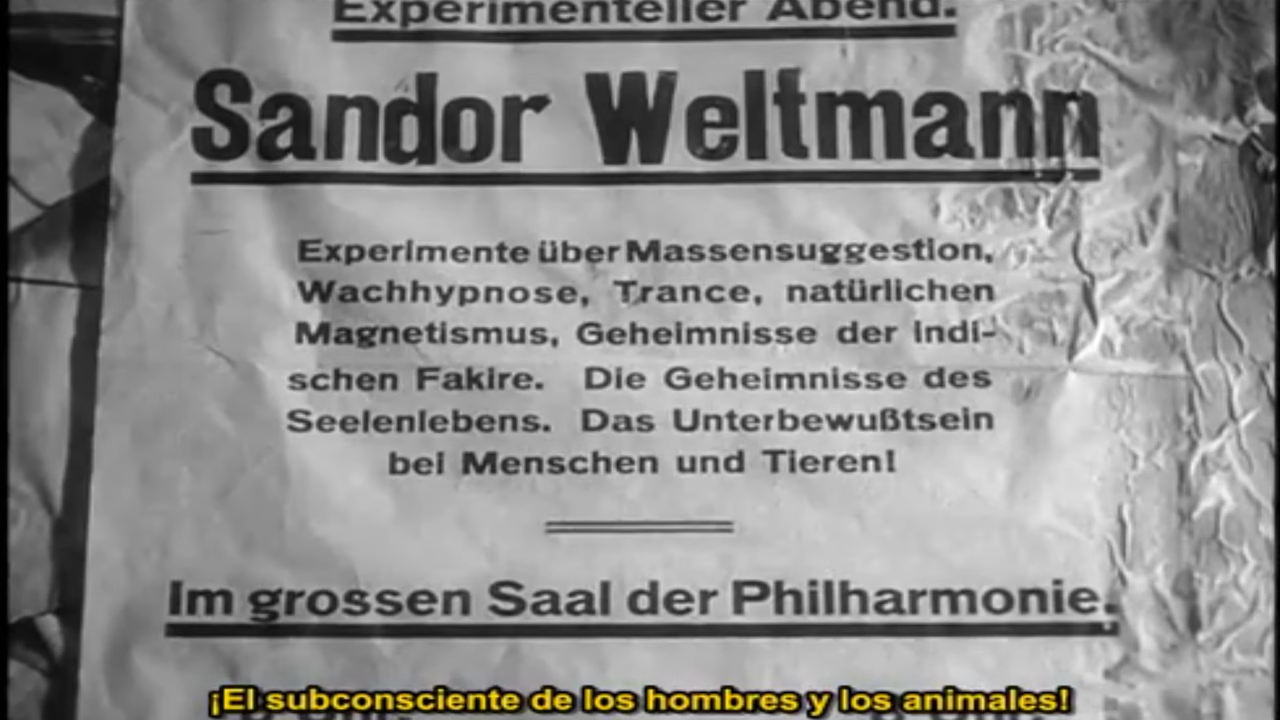 Experimenteller Abend.
Sandor Weltmann
Experimente über Massensuggestion,
Wachhypnose, Trance, natürlichen
Magnetismus, Geheimnisse der indi-
schen Fakire. Die Geheimnisse des
Seelenlebens. Das Unterbewußtsein
bei Menschen und Tieren!
Im grossen Saal der Philharmonie.
¡El subconsciente de los hombres y los animales!